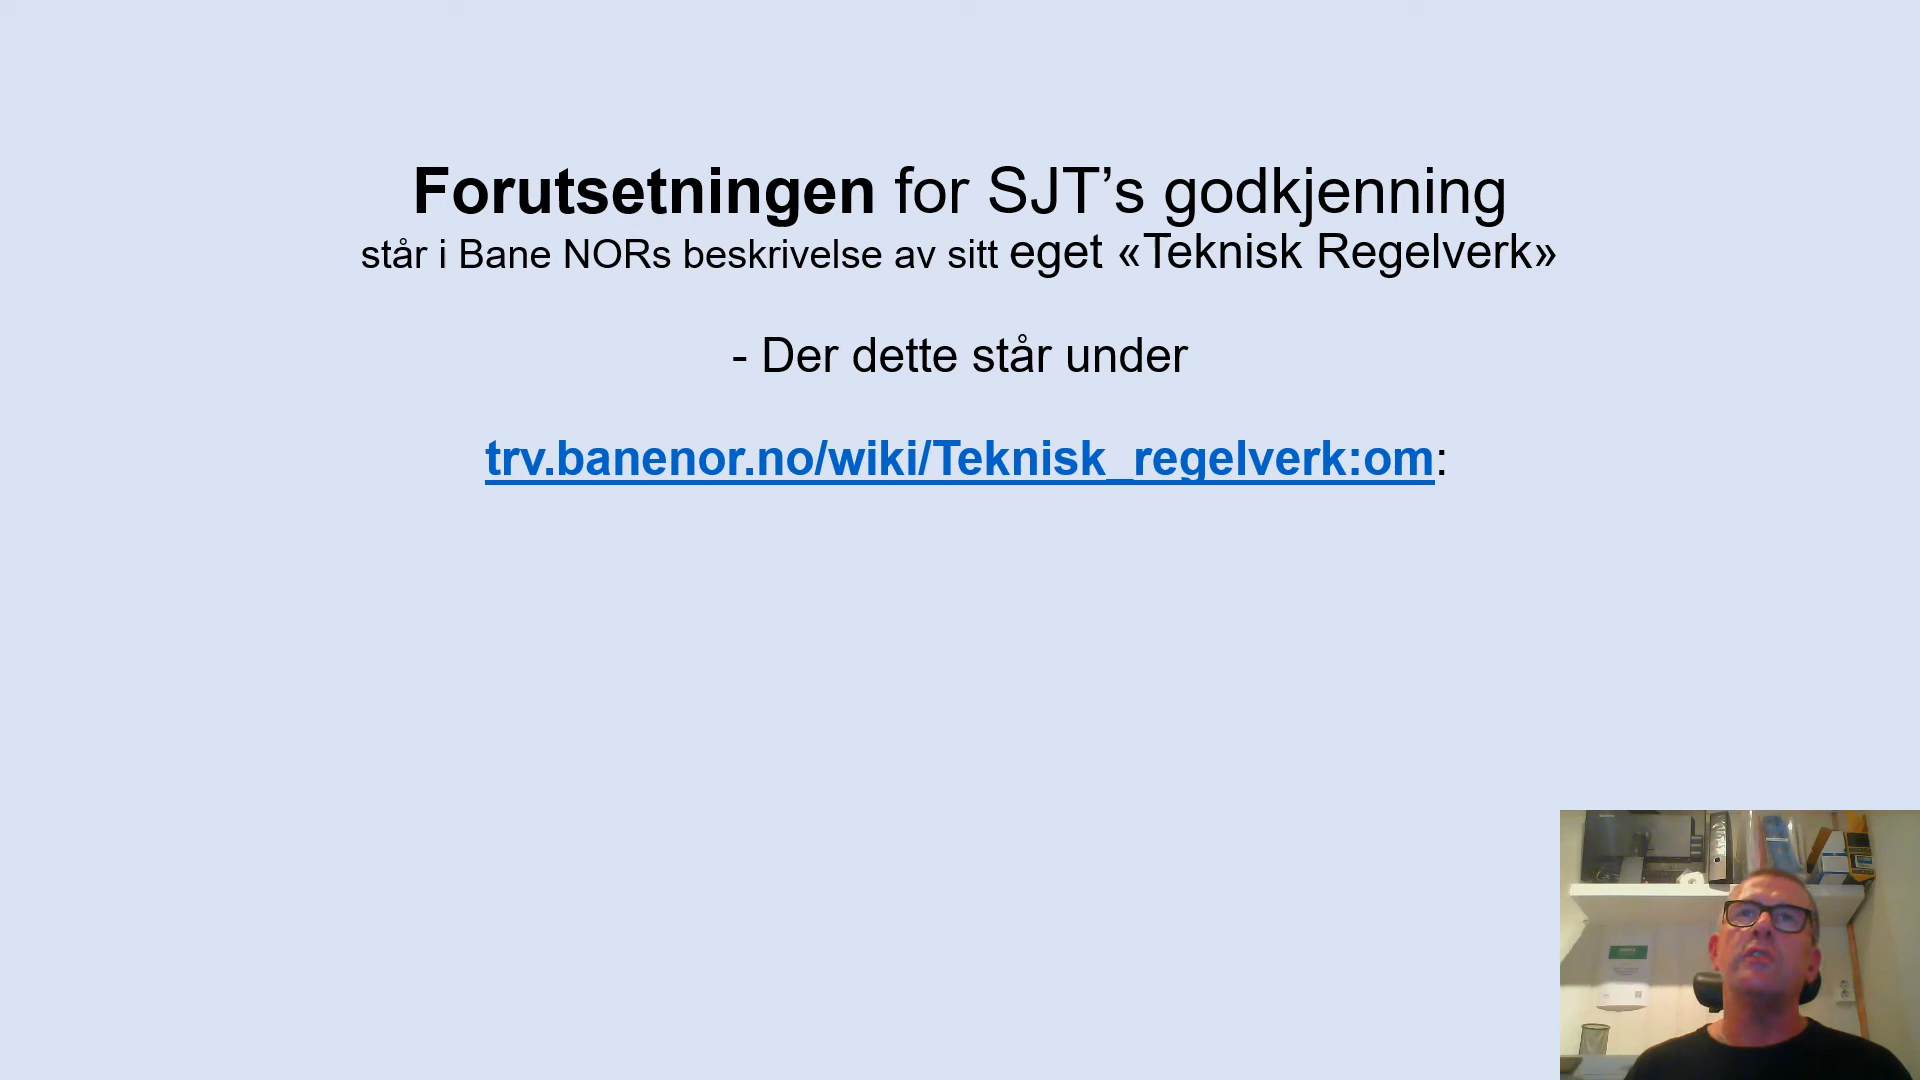 Forutsetningen for SJT’s godkjenning
står i Bane NORs beskrivelse av sitt eget «Teknisk Regelverk»
- Der dette står under
trv.banenor.no/wiki/Teknisk_regelverk:om: